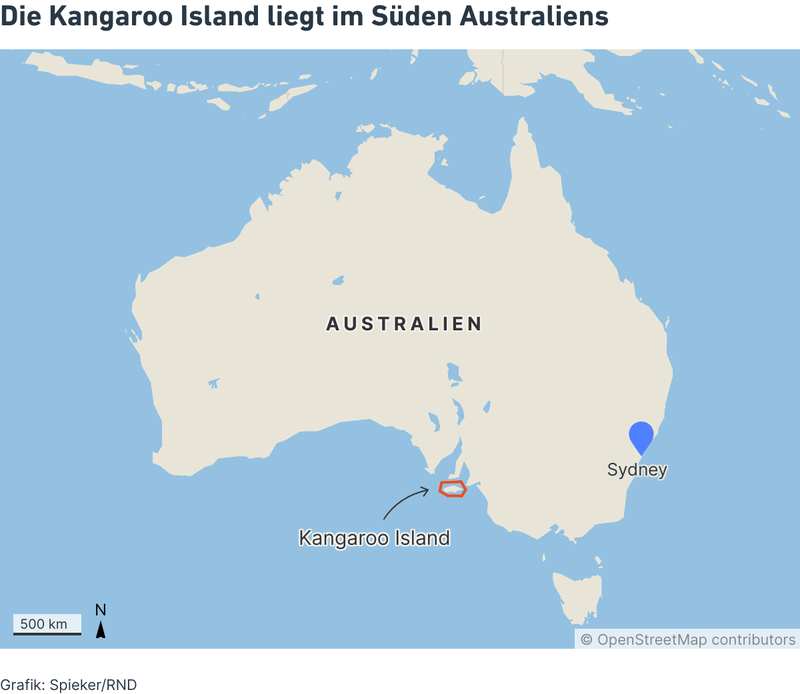 Die Kangaroo Island liegt im Süden Australiens
AUSTRALIEN
Sydney
Kangaroo Island
500 km
N
© OpenStreetMap contributors
Grafik: Spieker/RND